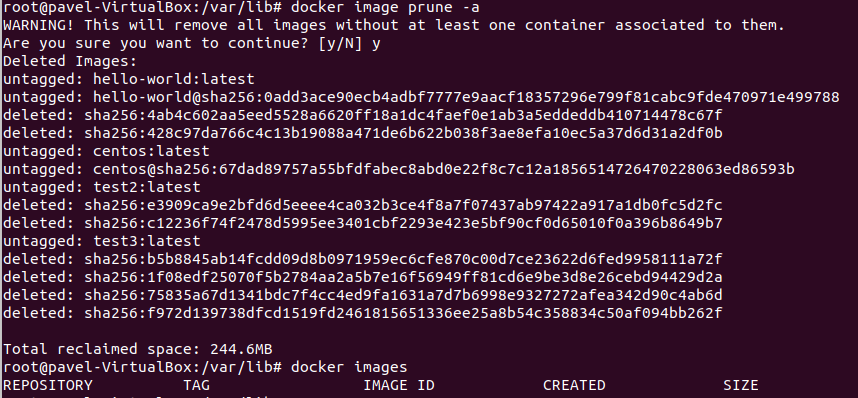 root@pavel-VirtualBox:/var/lib# docker image prune -a
WARNING! This will remove all images without at least one container associated to them.
Are you sure you want to continue? [y/N] y
Deleted Images:
untagged: hello-world:latest
untagged: hello-world@sha256:0add3ace90ecb4adbf7777e9aacf18357296e799f81cabc9fde470971e499788
deleted: sha256:4ab4c602aa5eed5528a6620ff18a1dc4faef0e1ab3a5eddeddb410714478c67f
deleted: sha256:428c97da766c4c13b19088a471de6b622b038f3ae8efa10ec5a37d6d31a2df0b
untagged: centos:latest
untagged: centos@sha256:67dad89757a55bfdfabec8abd0e22f8c7c12a1856514726470228063ed86593b
untagged: test2:latest
deleted: sha256:e3909ca9e2bfd6d5eeee4ca032b3ce4f8a7f07437ab97422a917a1db0fc5d2fc
deleted: sha256:c12236f74f2478d5995ee3401cbf2293e423e5bf90cf0d65010f0a396b8649b7
untagged: test3:latest
deleted: sha256:b5b8845ab14fcdd09d8b0971959ec6cfe870c00d7ce23622d6fed9958111a72f
deleted: sha256:1f08edf25070f5b2784aa2a5b7e16f56949ff81cd6e9be3d8e26cebd94429d2a
deleted: sha256:75835a67d1341bdc7f4cc4ed9fa1631a7d7b6998e9327272afea342d90c4ab6d
deleted: sha256:f972d139738dfcd1519fd2461815651336ee25a8b54c358834c50af094bb262f
Total reclaimed space: 244.6MB
root@pavel-VirtualBox:/var/lib# docker images
REPOSITORY TAG IMAGE ID CREATED SIZE